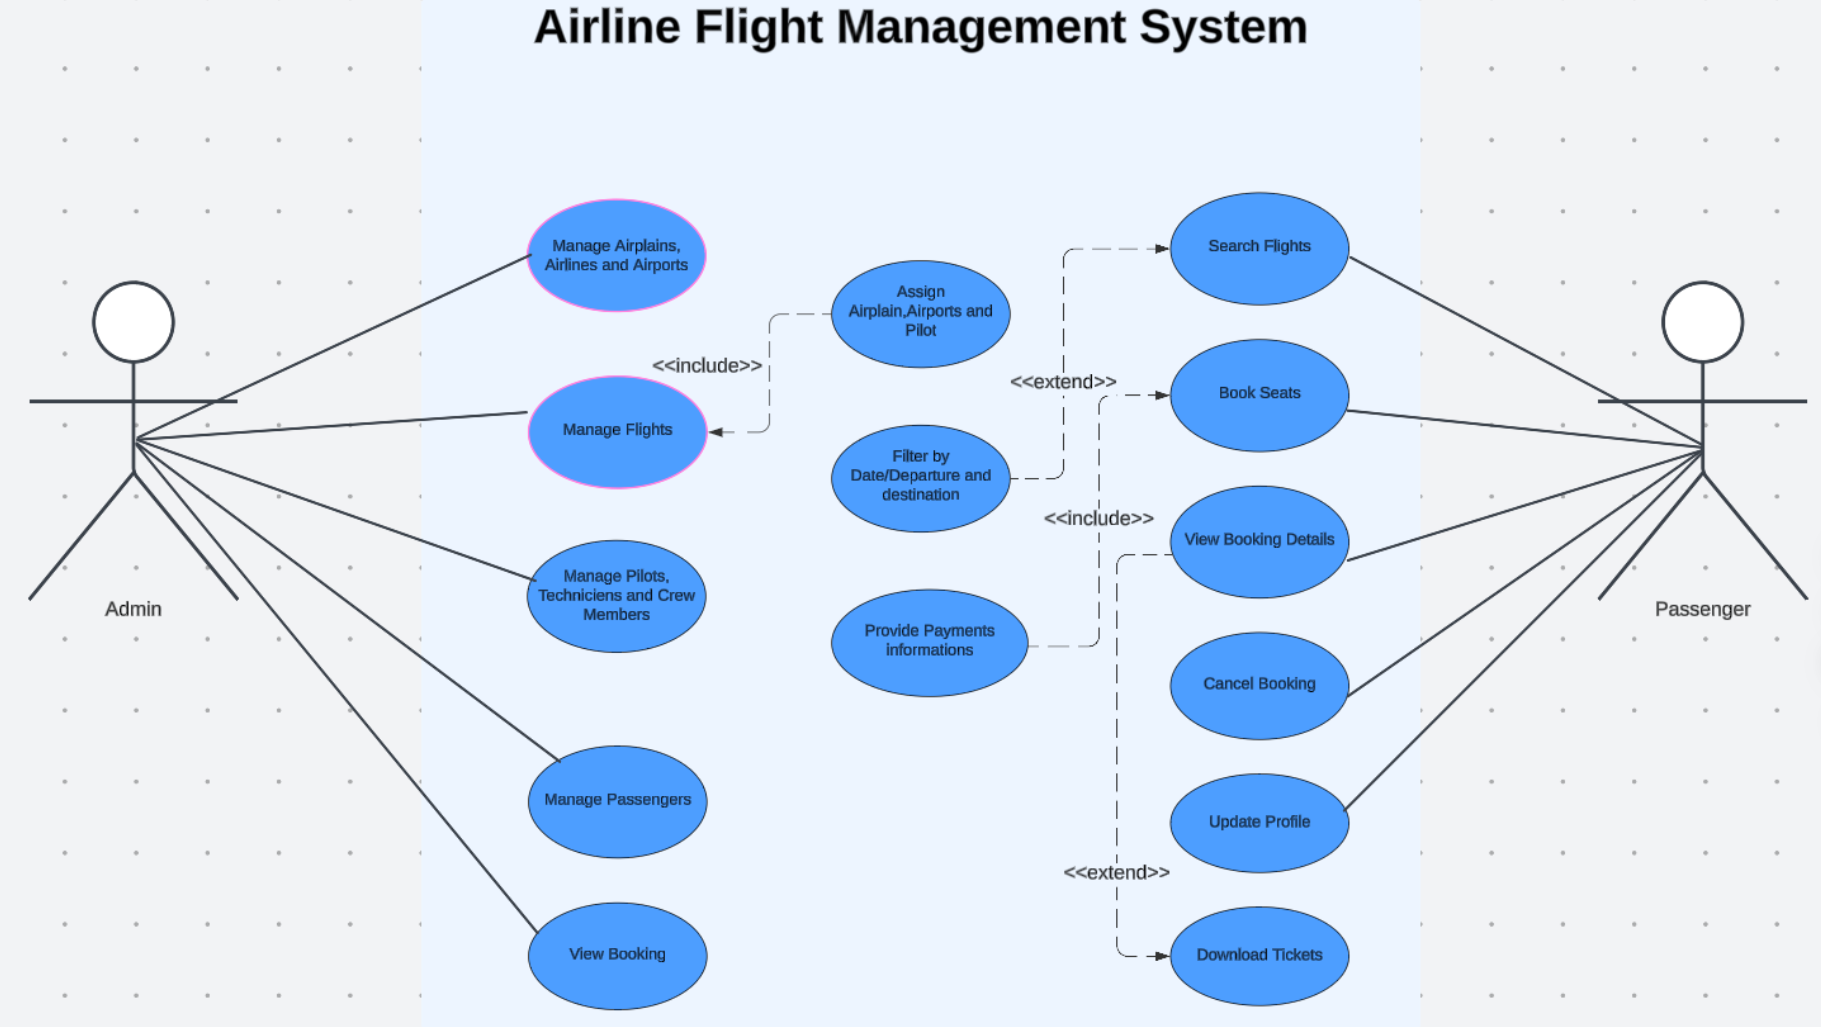 Airline Flight Management System
Manage Airplains,
Airlines and Airports
Manage Flights
Manage Pilots,
Techniciens and Crew
Members
Manage Passengers
View Booking
Admin
<<include>>
Assign
Airplain,Airports and
Pilot
Filter by
Date/Departure and
destination
Provide Payments
informations
<<extend>>
<<include>>
<<extend>>
Search Flights
Book Seats
View Booking Details
Cancel Booking
Update Profile
Download Tickets
Passenger